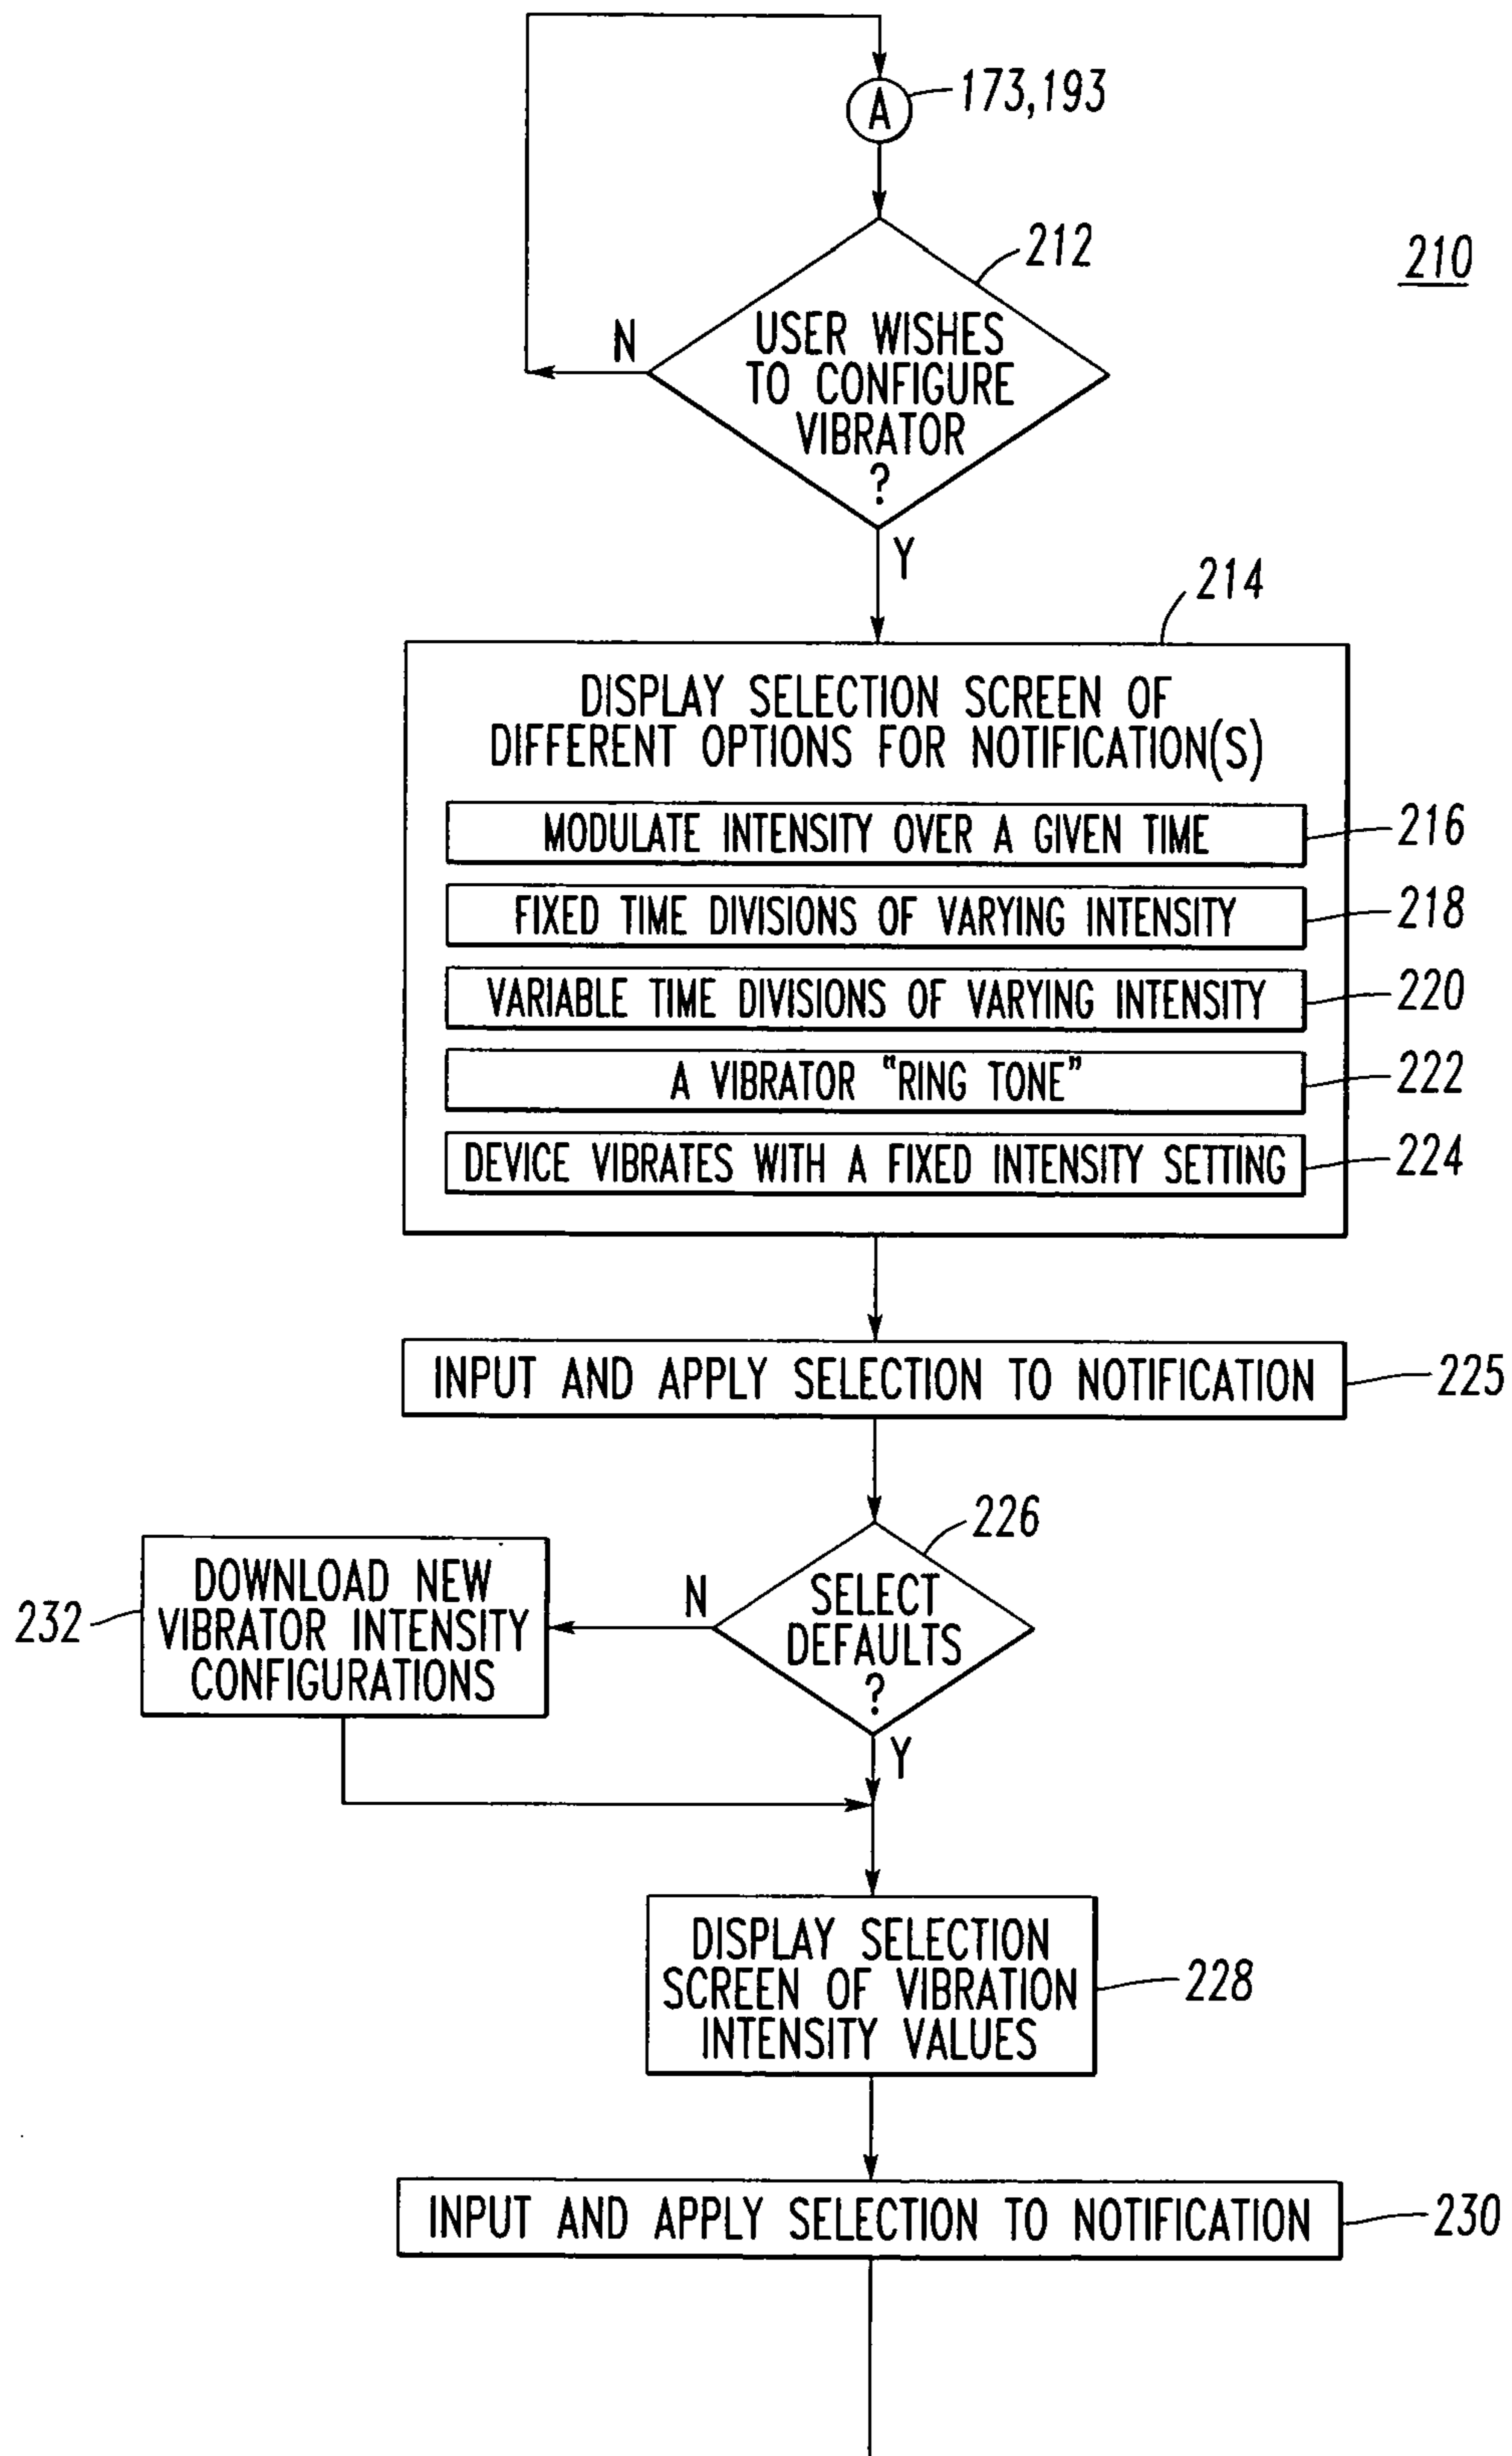 A
173,193
212
210
USER WISHES
TO CONFIGURE
VIBRATOR
?
N
Y
214
DISPLAY SELECTION SCREEN OF
DIFFERENT OPTIONS FOR NOTIFICATION(S)
MODULATE INTENSITY OVER A GIVEN TIME
216
FIXED TIME DIVISIONS OF VARYING INTENSITY
218
VARIABLE TIME DIVISIONS OF VARYING INTENSITY
220
A VIBRATOR "RING TONE"
222
DEVICE VIBRATES WITH A FIXED INTENSITY SETTING
224
INPUT AND APPLY SELECTION TO NOTIFICATION
225
226
SELECT
DEFAULTS
?
N
Y
232
DOWNLOAD NEW
VIBRATOR INTENSITY
CONFIGURATIONS
DISPLAY SELECTION
SCREEN OF VIBRATION
INTENSITY VALUES
228
INPUT AND APPLY SELECTION TO NOTIFICATION
230